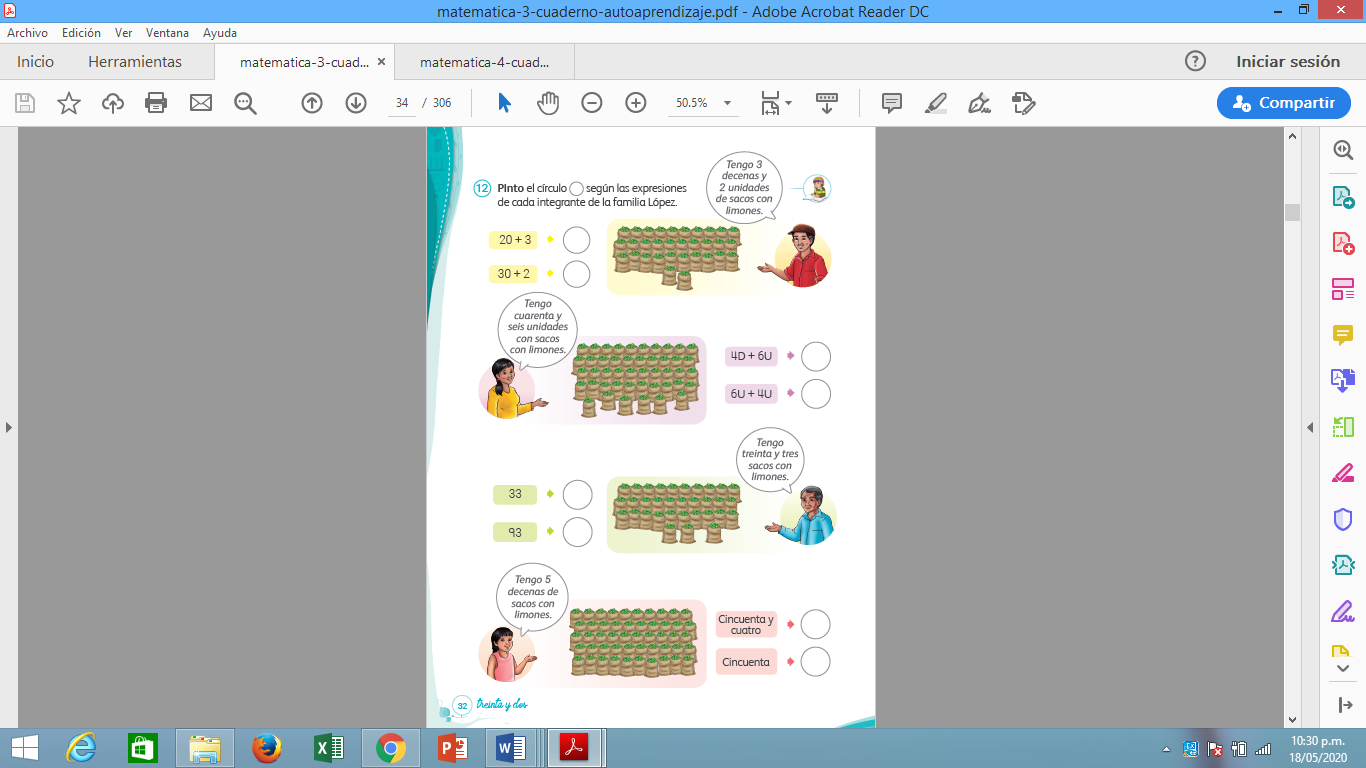 matematica-3-cuaderno-autoaprendizaje.pdf - Adobe Acrobat Reader DC
Archivo Edición Ver Ventana Ayuda
Inicio Herramientas matematica-3-cuad... × matematica-4-cuad... Iniciar sesión
34 / 306 50.5% Compartir
12 Pinto el círculo según las expresiones
de cada integrante de la familia López.
Tengo 3
decenas y
2 unidades
de sacos con
limones.
20 + 3
30 + 2
Tengo
cuarenta y
seis unidades
con sacos
con limones.
4D + 6U
6U + 4U
Tengo
treinta y tres
sacos con
limones.
33
93
Tengo 5
decenas de
sacos con
limones.
Cincuenta y
cuatro
Cincuenta
32 treinta y dos
10:30 p.m.
18/05/2020